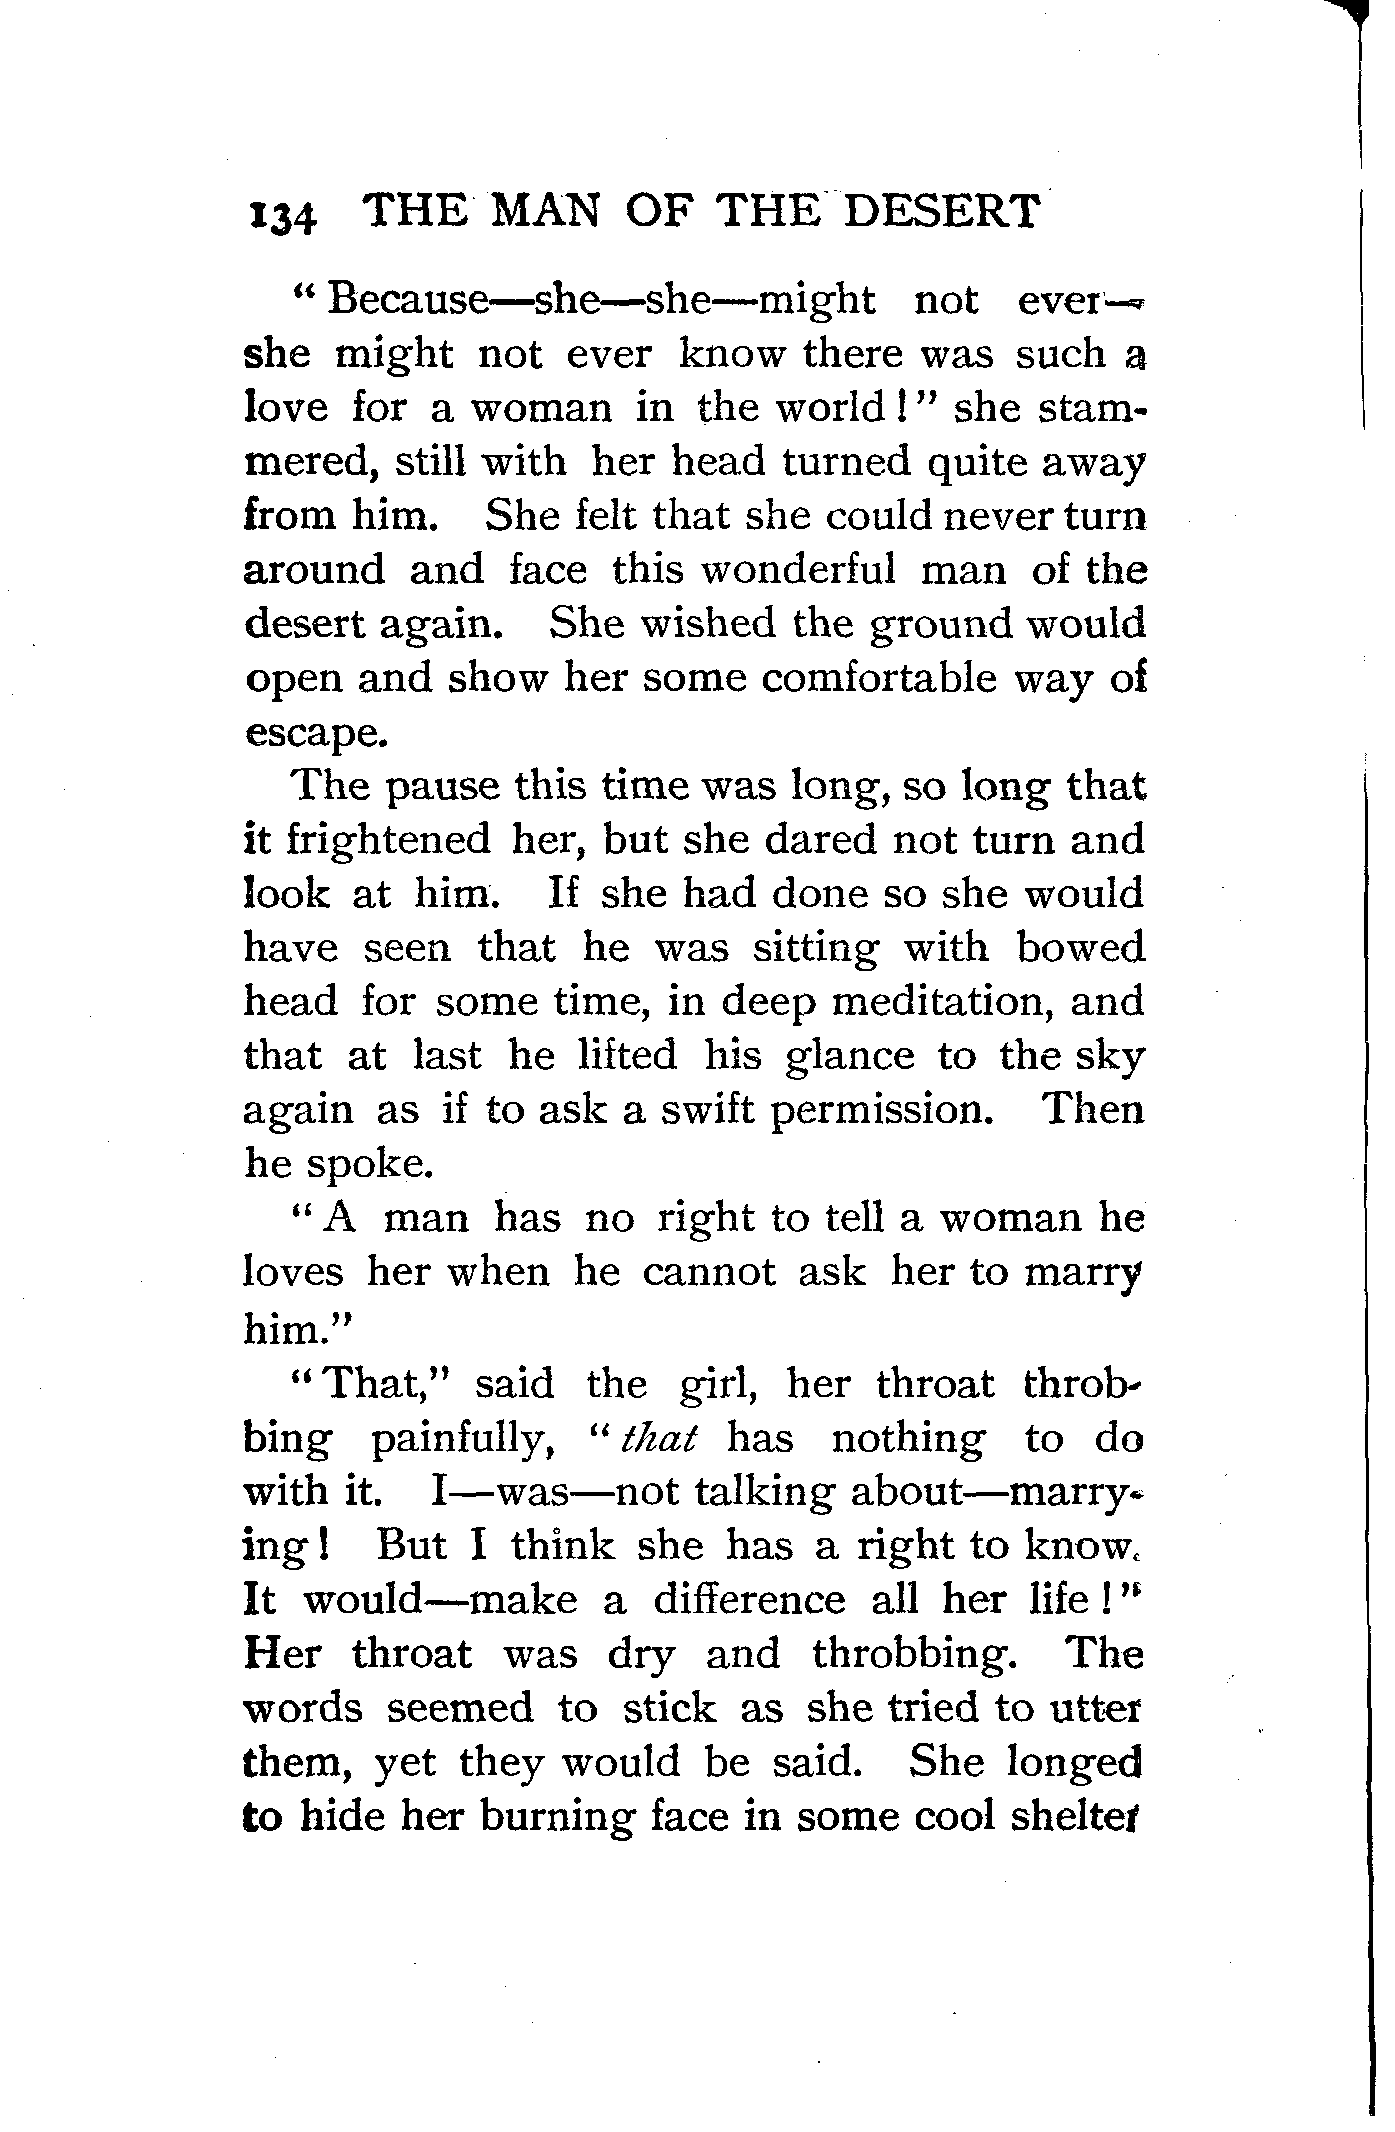 134 THE MAN OF THE DESERT
“ Because—she—she—might not ever—
she might not ever know there was such a
love for a woman in the world !” she stam-
mered, still with her head turned quite away
from him. She felt that she could never turn
around and face this wonderful man of the
desert again. She wished the ground would
open and show her some comfortable way of
escape.
The pause this time was long, so long that
it frightened her, but she dared not turn and
look at him. If she had done so she would
have seen that he was sitting with bowed
head for some time, in deep meditation, and
that at last he lifted his glance to the sky
again as if to ask a swift permission. Then
he spoke.
“ A man has no right to tell a woman he
loves her when he cannot ask her to marry
him.”
“ That,” said the girl, her throat throb-
bing painfully, “ that has nothing to do
with it. I—was—not talking about—marry-
ing ! But I think she has a right to know.
It would—make a difference all her life !”
Her throat was dry and throbbing. The
words seemed to stick as she tried to utter
them, yet they would be said. She longed
to hide her burning face in some cool shelter